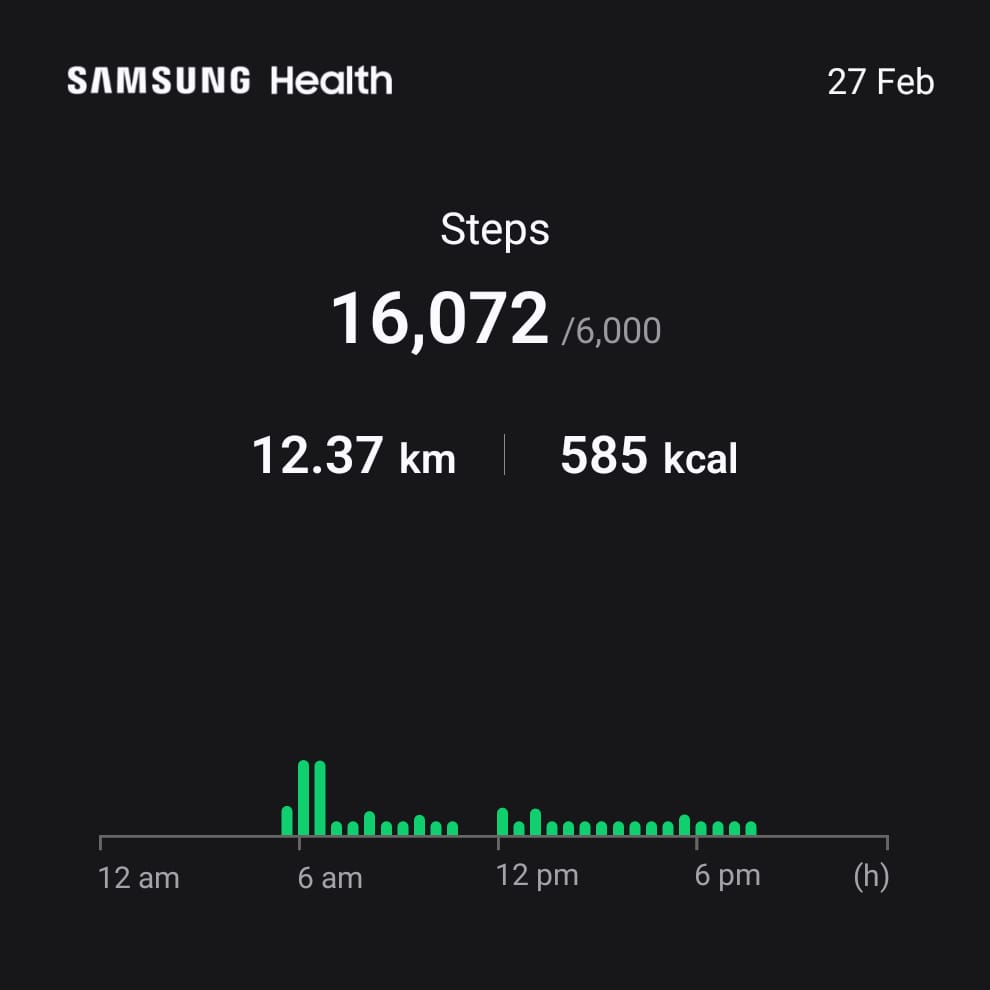 SAMSUNG Health 27 Feb
Steps
16,072 /6,000
12.37 km 585 kcal
12 am 6 am 12 pm 6 pm (h)